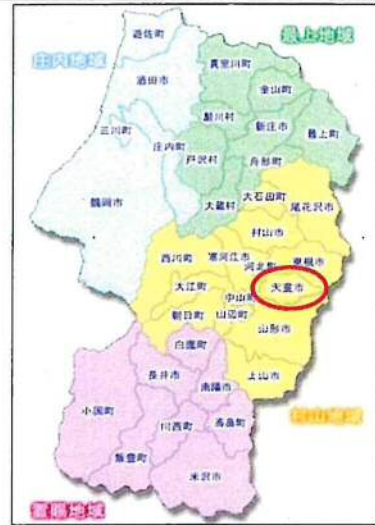 遊佐町
最上地域
真室川町
庄内地域
酒田市
金山町
鮭川村
新庄市
三川町
最上町
庄内町
戸沢村
舟形町
鶴岡市
大蔵村
大石田町
尾花沢市
村山市
西川町
寒河江市
河北町
東根市
大江町
天童市
中山町
朝日町
山辺町
山形市
白鷹町
上山市
長井市
南陽市
小国町
村山地域
川西町
高畠町
飯豊町
米沢市
置賜地域